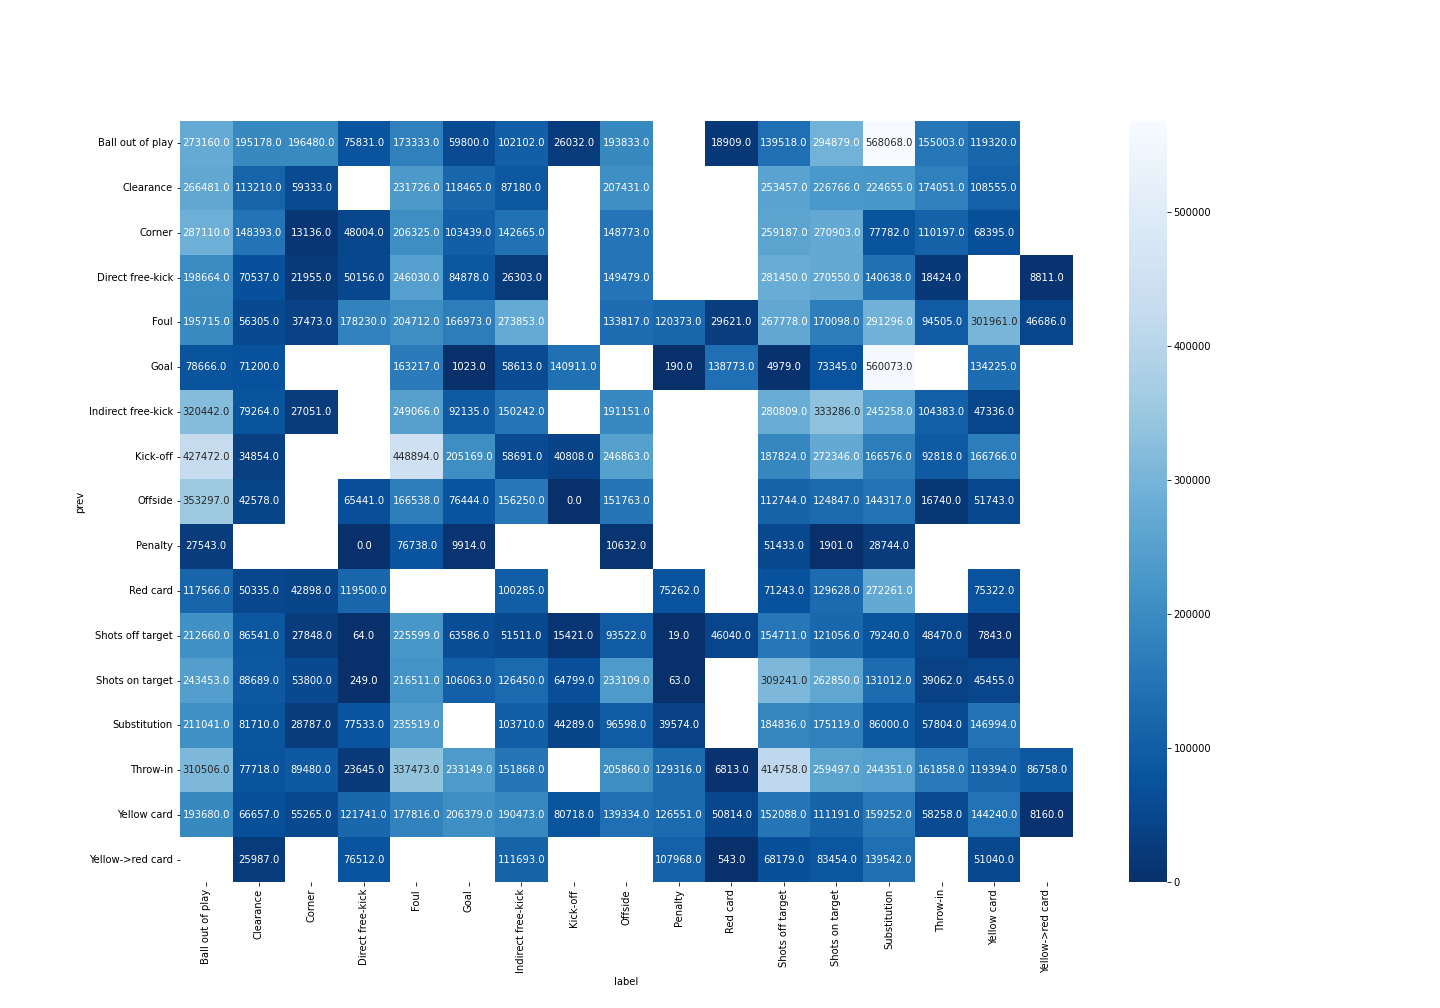 Ball out of play 273160.0 195178.0 196480.0 75831.0 173333.0 59800.0 102102.0 26032.0 193833.0 18909.0 139518.0 294879.0 568068.0 155003.0 119320.0
Clearance 266481.0 113210.0 59333.0 231726.0 118465.0 87180.0 207431.0 253457.0 226766.0 224655.0 174051.0 108555.0
500000
Corner 287110.0 148393.0 13136.0 48004.0 206325.0 103439.0 142665.0 148773.0 259187.0 270903.0 77782.0 110197.0 68395.0
Direct free-kick 198664.0 70537.0 21955.0 50156.0 246030.0 84878.0 26303.0 149479.0 281450.0 270550.0 140638.0 18424.0 8811.0
Foul 195715.0 56305.0 37473.0 178230.0 204712.0 166973.0 273853.0 133817.0 120373.0 29621.0 267778.0 170098.0 291296.0 94505.0 301961.0 46686.0
400000
Goal 78666.0 71200.0 163217.0 1023.0 58613.0 140911.0 190.0 138773.0 4979.0 73345.0 560073.0 134225.0
Indirect free-kick 320442.0 79264.0 27051.0 249066.0 92135.0 150242.0 191151.0 280809.0 333286.0 245258.0 104383.0 47336.0
Kick-off 427472.0 34854.0 448894.0 205169.0 58691.0 40808.0 246863.0 187824.0 272346.0 166576.0 92818.0 166766.0
300000
prev
Offside 353297.0 42578.0 65441.0 166538.0 76444.0 156250.0 0.0 151763.0 112744.0 124847.0 144317.0 16740.0 51743.0
Penalty 27543.0 0.0 76738.0 9914.0 10632.0 51433.0 1901.0 28744.0
Red card 117566.0 50335.0 42898.0 119500.0 100285.0 75262.0 71243.0 129628.0 272261.0 75322.0
200000
Shots off target 212660.0 86541.0 27848.0 64.0 225599.0 63586.0 51511.0 15421.0 93522.0 19.0 46040.0 154711.0 121056.0 79240.0 48470.0 7843.0
Shots on target 243453.0 88689.0 53800.0 249.0 216511.0 106063.0 126450.0 64799.0 233109.0 63.0 309241.0 262850.0 131012.0 39062.0 45455.0
Substitution 211041.0 81710.0 28787.0 77533.0 235519.0 103710.0 44289.0 96598.0 39574.0 184836.0 175119.0 86000.0 57804.0 146994.0
100000
Throw-in 310506.0 77718.0 89480.0 23645.0 337473.0 233149.0 151868.0 205860.0 129316.0 6813.0 414758.0 259497.0 244351.0 161858.0 119394.0 86758.0
Yellow card 193680.0 66657.0 55265.0 121741.0 177816.0 206379.0 190473.0 80718.0 139334.0 126551.0 50814.0 152088.0 111191.0 159252.0 58258.0 144240.0 8160.0
Yellow->red card 25987.0 76512.0 111693.0 107968.0 543.0 68179.0 83454.0 139542.0 51040.0
0
Ball out of play
Clearance
Corner
Direct free-kick
Foul
Goal
Indirect free-kick
Kick-off
Offside
Penalty
Red card
Shots off target
Shots on target
Substitution
Throw-in
Yellow card
Yellow->red card
label